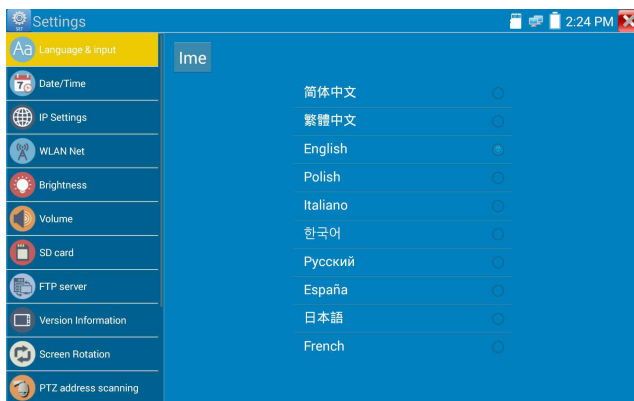 Settings
2:24 PM
Language & input
Date/Time
IP Settings
WLAN Net
Brightness
Volume
SD card
FTP server
Version Information
Screen Rotation
PTZ address scanning
Ime
简体中文
繁體中文
English
Polish
Italiano
한국어
Русский
España
日本語
French